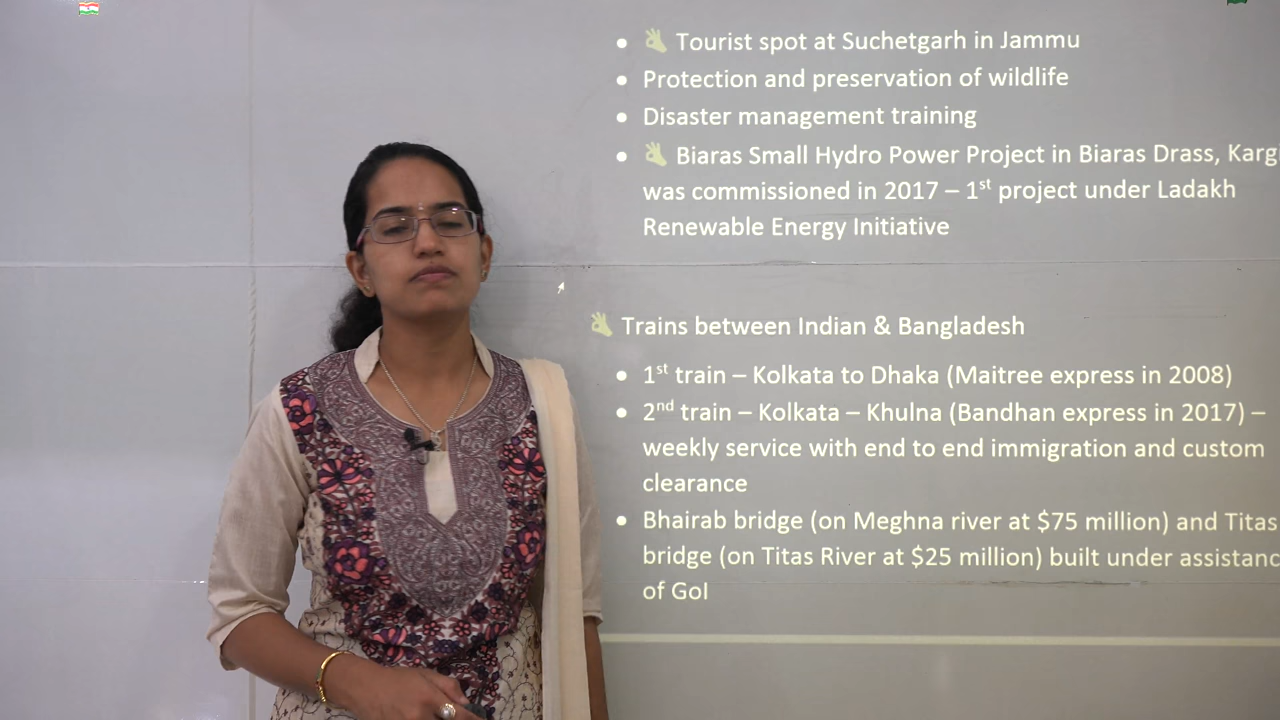 Tourist spot at Suchetgarh in Jammu
Protection and preservation of wildlife
Disaster management training
Biaras Small Hydro Power Project in Biaras Drass, Kargi
was commissioned in 2017 – 1st project under Ladakh
Renewable Energy Initiative
Trains between Indian & Bangladesh
1st train – Kolkata to Dhaka (Maitree express in 2008)
2nd train – Kolkata – Khulna (Bandhan express in 2017) –
weekly service with end to end immigration and custom
clearance
Bhairab bridge (on Meghna river at $75 million) and Titas
bridge (on Titas River at $25 million) built under assistanc
of GoI